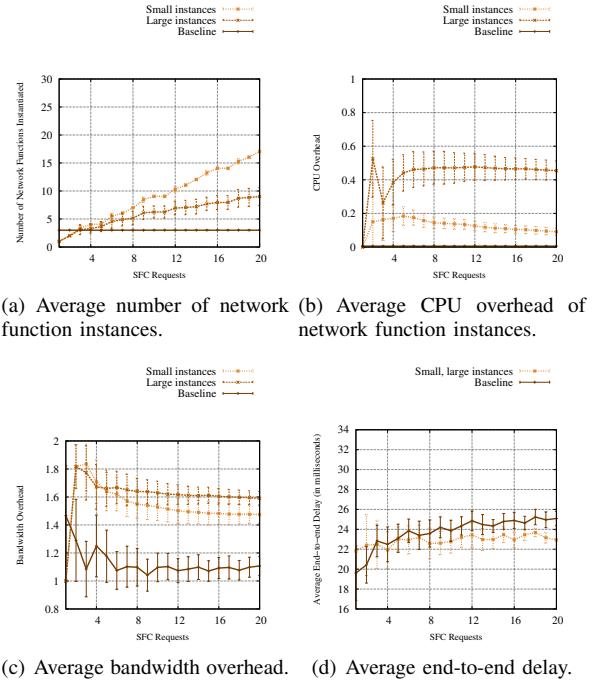 Small instances
Large instances
Baseline
Number of Network Functions Instantiated
30
25
20
15
10
5
0
4 8 12 16 20
SFC Requests
(a) Average number of network
function instances.
Small instances
Large instances
Baseline
CPU Overhead
1
0.8
0.6
0.4
0.2
0
4 8 12 16 20
SFC Requests
(b) Average CPU overhead of
network function instances.
Small instances
Large instances
Baseline
Bandwidth Overhead
2
1.8
1.6
1.4
1.2
1
0.8
4 8 12 16 20
SFC Requests
(c) Average bandwidth overhead.
Small, large instances
Baseline
Average End-to-end Delay (in milliseconds)
34
32
30
28
26
24
22
20
18
16
4 8 12 16 20
SFC Requests
(d) Average end-to-end delay.